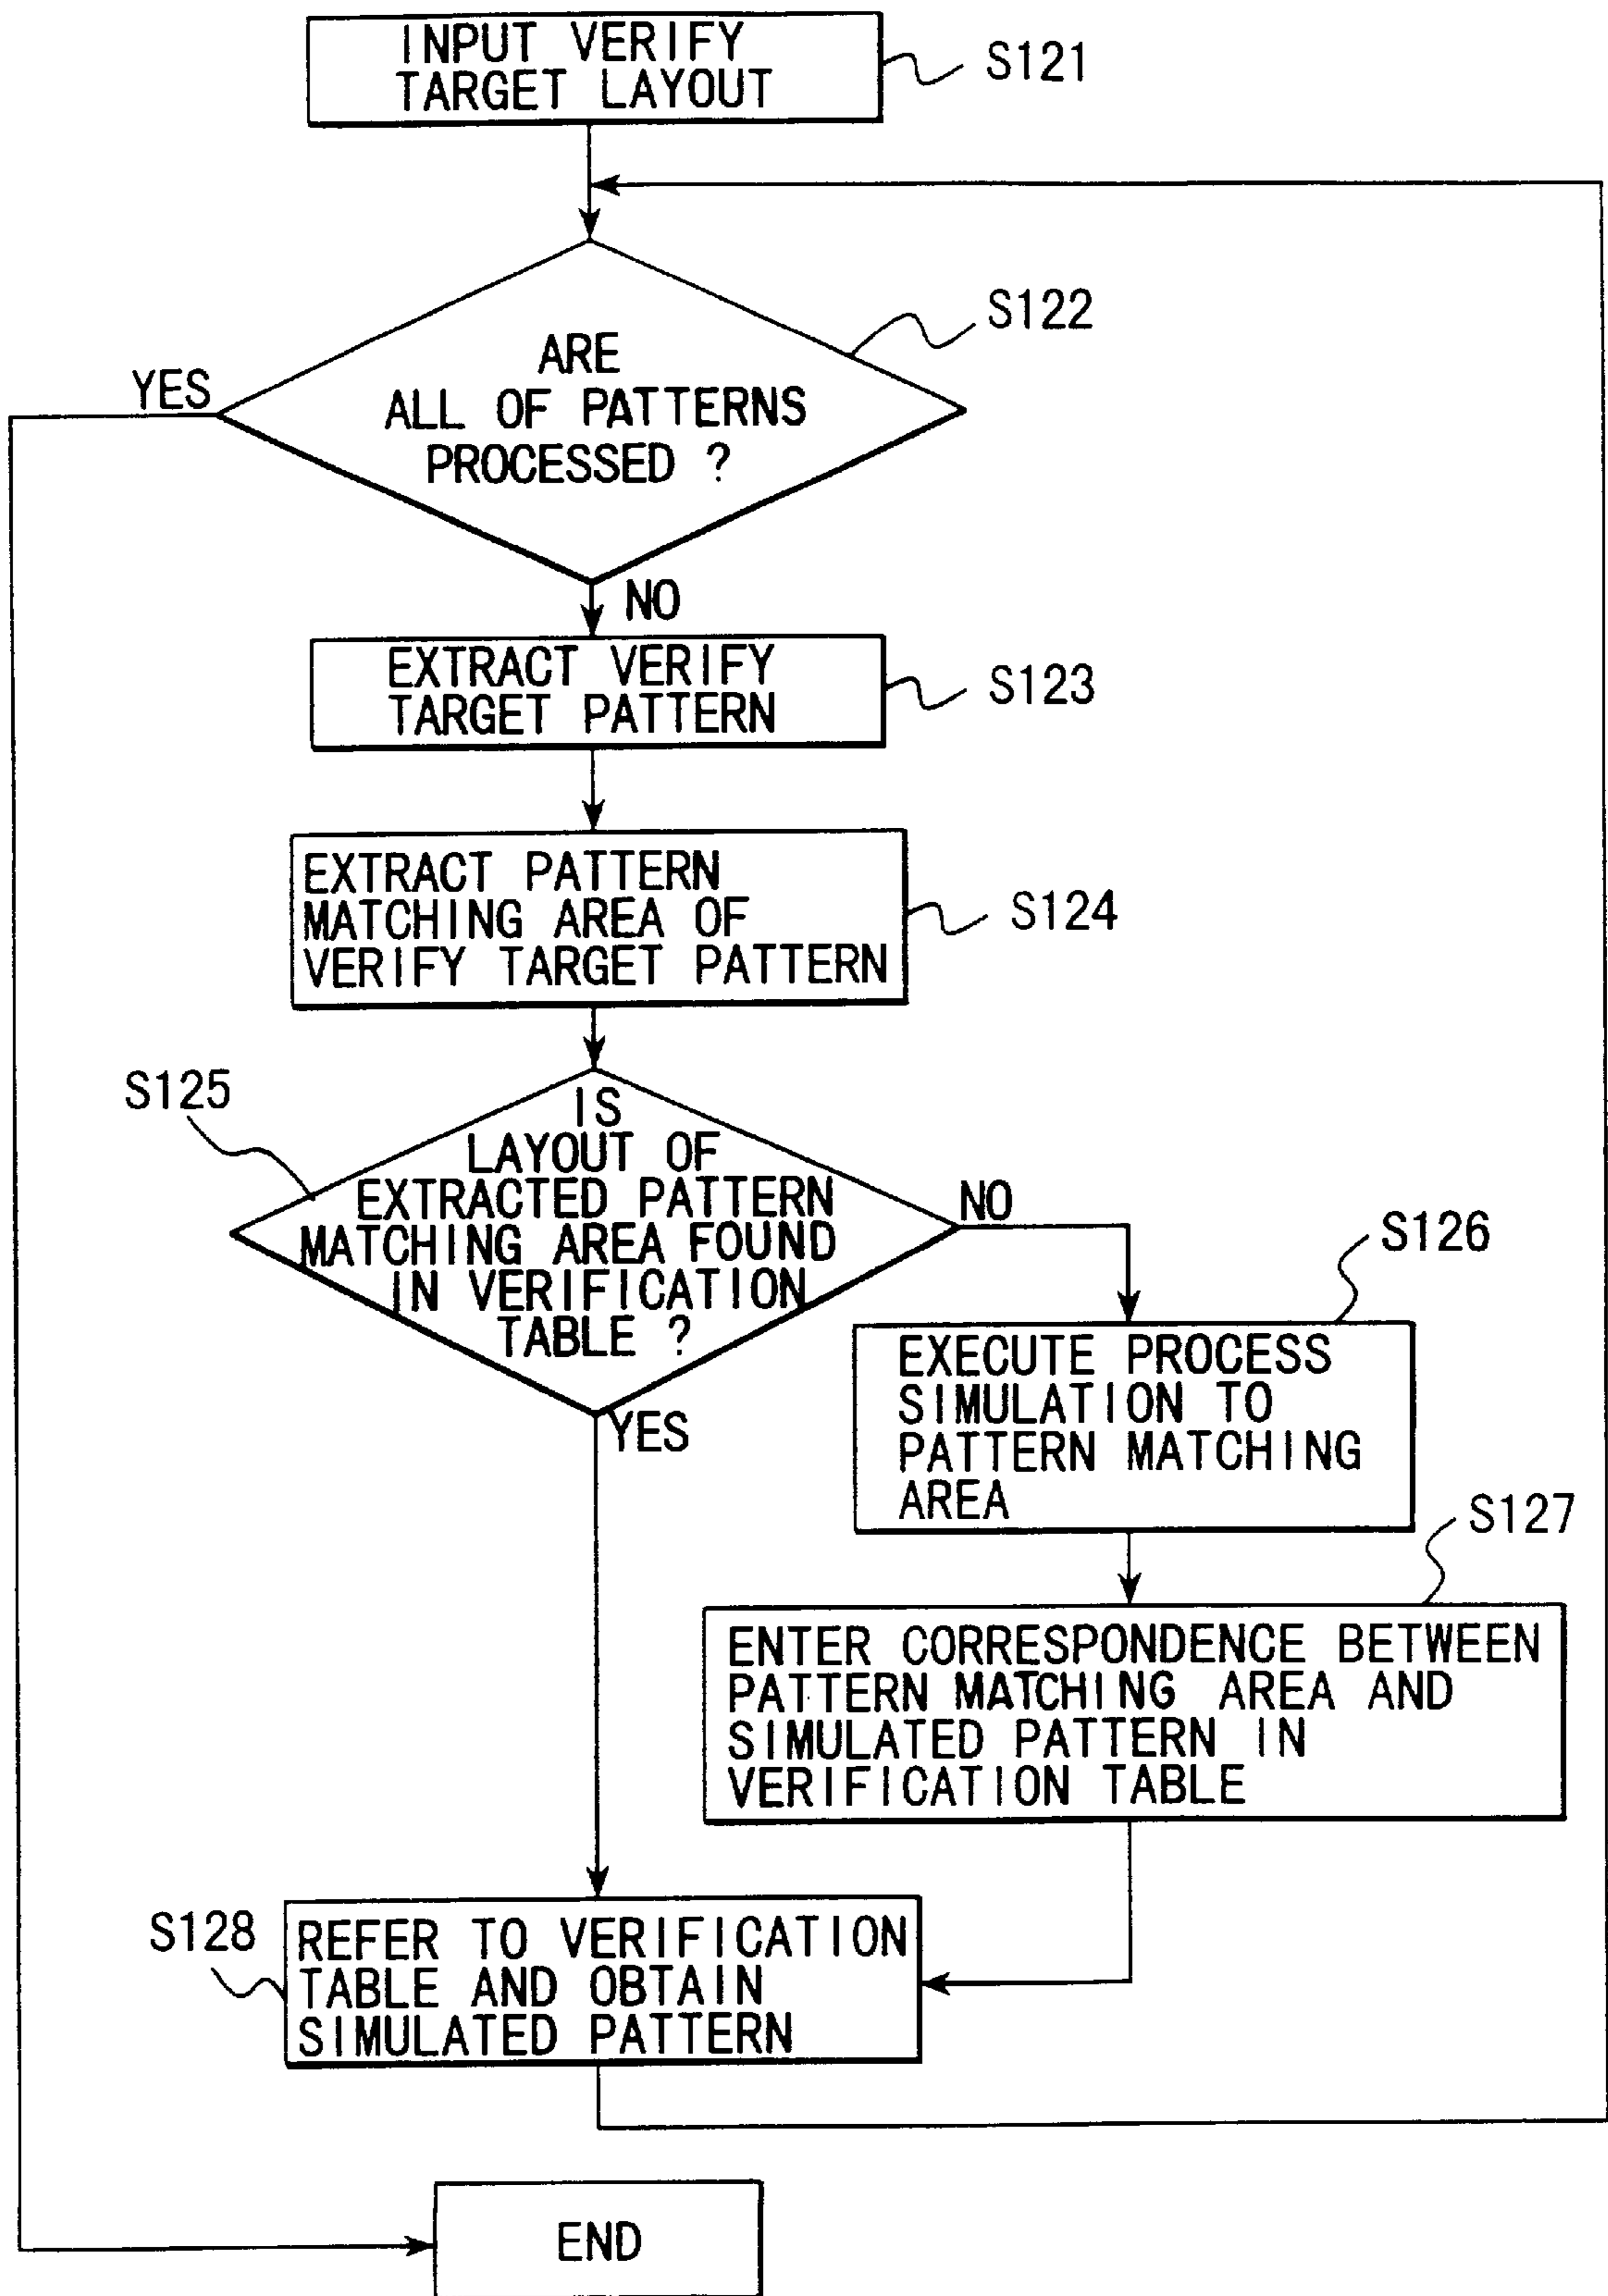 INPUT VERIFY
TARGET LAYOUT
S121
S122
ARE
ALL OF PATTERNS
PROCESSED ?
YES
NO
EXTRACT VERIFY
TARGET PATTERN
S123
EXTRACT PATTERN
MATCHING AREA OF
VERIFY TARGET PATTERN
S124
S125
IS
LAYOUT OF
EXTRACTED PATTERN
MATCHING AREA FOUND
IN VERIFICATION
TABLE ?
NO
YES
S126
EXECUTE PROCESS
SIMULATION TO
PATTERN MATCHING
AREA
S127
ENTER CORRESPONDENCE BETWEEN
PATTERN MATCHING AREA AND
SIMULATED PATTERN IN
VERIFICATION TABLE
S128
REFER TO VERIFICATION
TABLE AND OBTAIN
SIMULATED PATTERN
END